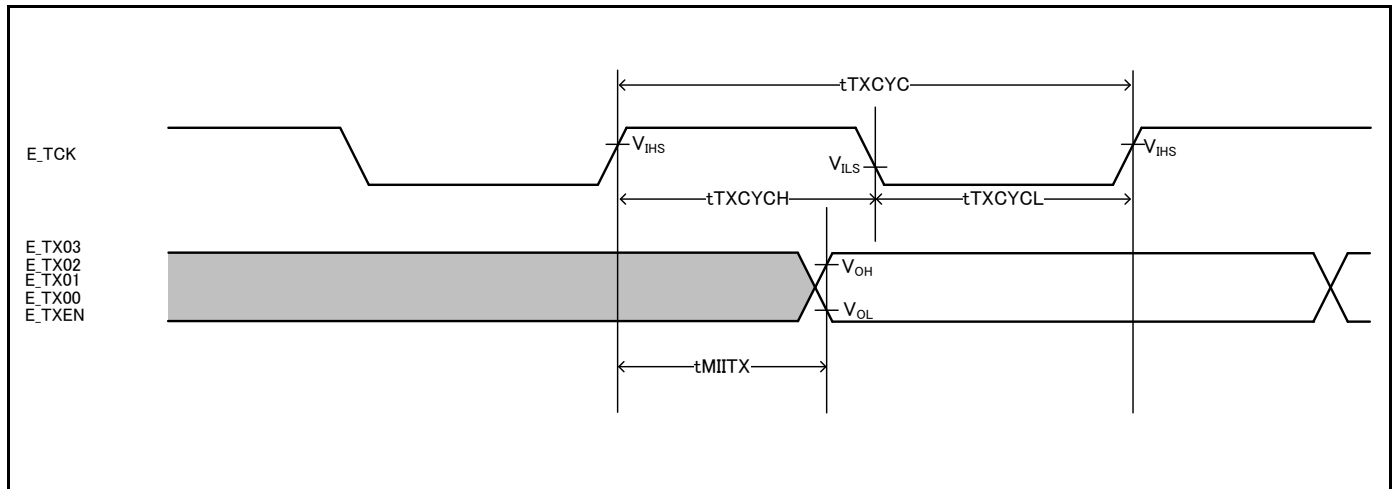 tTXCYC
E_TCK
VIHS
VILS
VIHS
tTXCYCH
tTXCYCL
E_TX03
E_TX02
E_TX01
E_TX00
E_TXEN
VOH
VOL
tMIITX